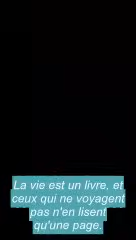 La vie est un livre, et
ceux qui ne voyagent
pas n'en lisent
qu'une page.